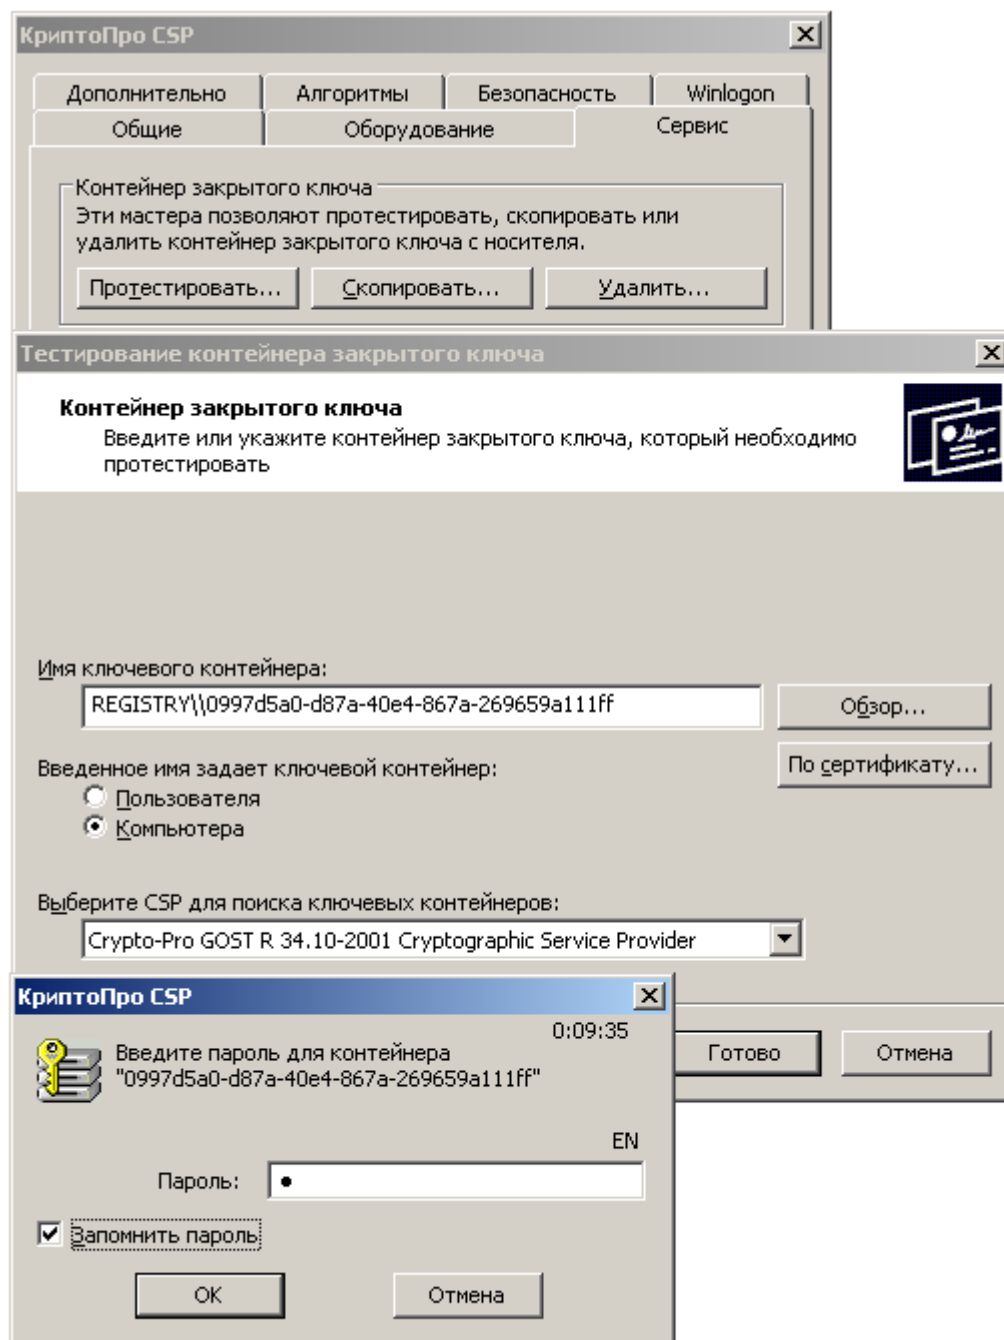 КриптоПро CSP
Дополнительно
Алгоритмы
Безопасность
Winlogon
Общие
Оборудование
Сервис
Контейнер закрытого ключа
Эти мастера позволяют протестировать, скопировать или
удалить контейнер закрытого ключа с носителя.
Протестировать...
Скопировать...
Удалить...
Тестирование контейнера закрытого ключа
Контейнер закрытого ключа
Введите или укажите контейнер закрытого ключа, который необходимо
протестировать
Имя ключевого контейнера:
REGISTRY\\0997d5a0-d87a-40e4-867a-269659a111ff
Обзор...
Введенное имя задает ключевой контейнер:
По сертификату...
Пользователя
Компьютера
Выберите CSP для поиска ключевых контейнеров:
Crypto-Pro GOST R 34.10-2001 Cryptographic Service Provider
КриптоПро CSP
0:09:35
Введите пароль для контейнера
"0997d5a0-d87a-40e4-867a-269659a111ff"
Готово
Отмена
EN
Пароль: ●
Запомнить пароль
OK
Отмена